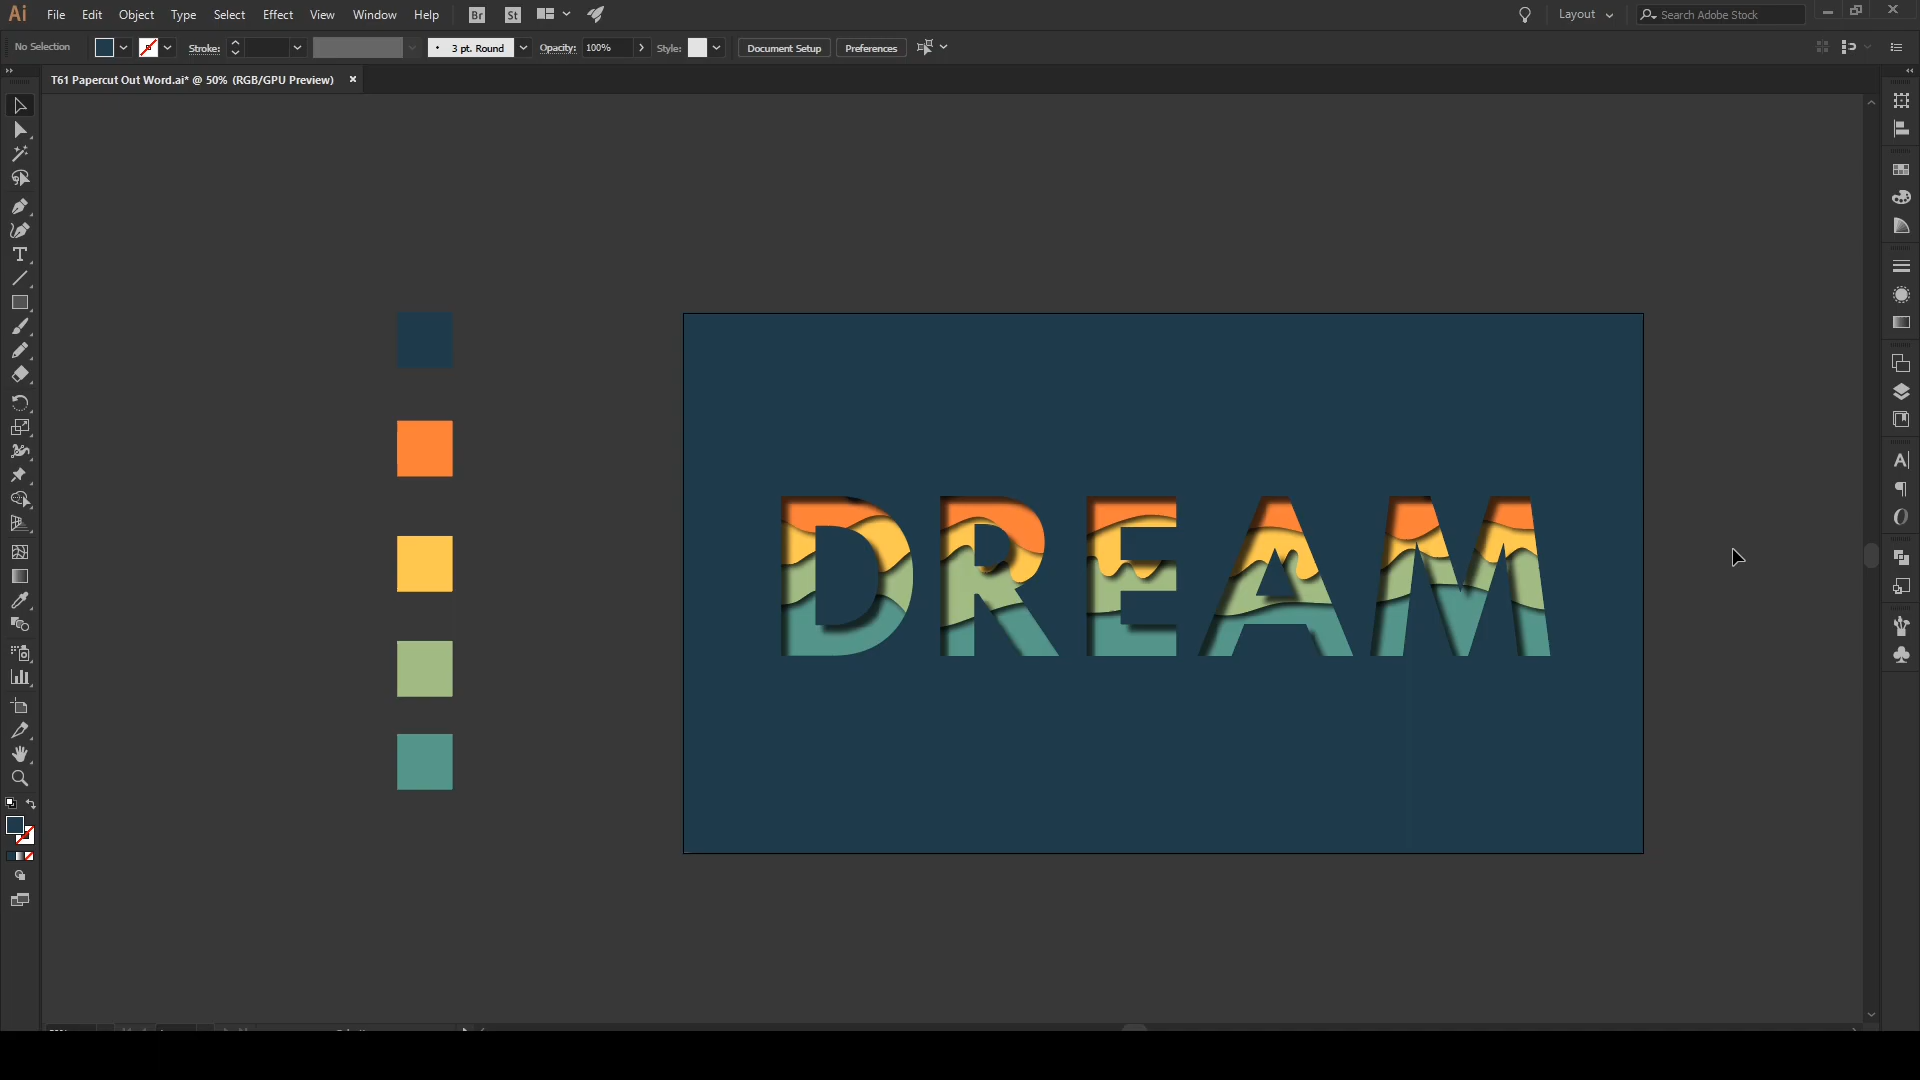 Ai File Edit Object Type Select Effect View Window Help Br St Layout Search Adobe Stock
No Selection Stroke: 3 pt. Round Opacity: 100% Style: Document Setup Preferences
T61 Papercut Out Word.ai* @ 50% (RGB/GPU Preview) ×
DREAM